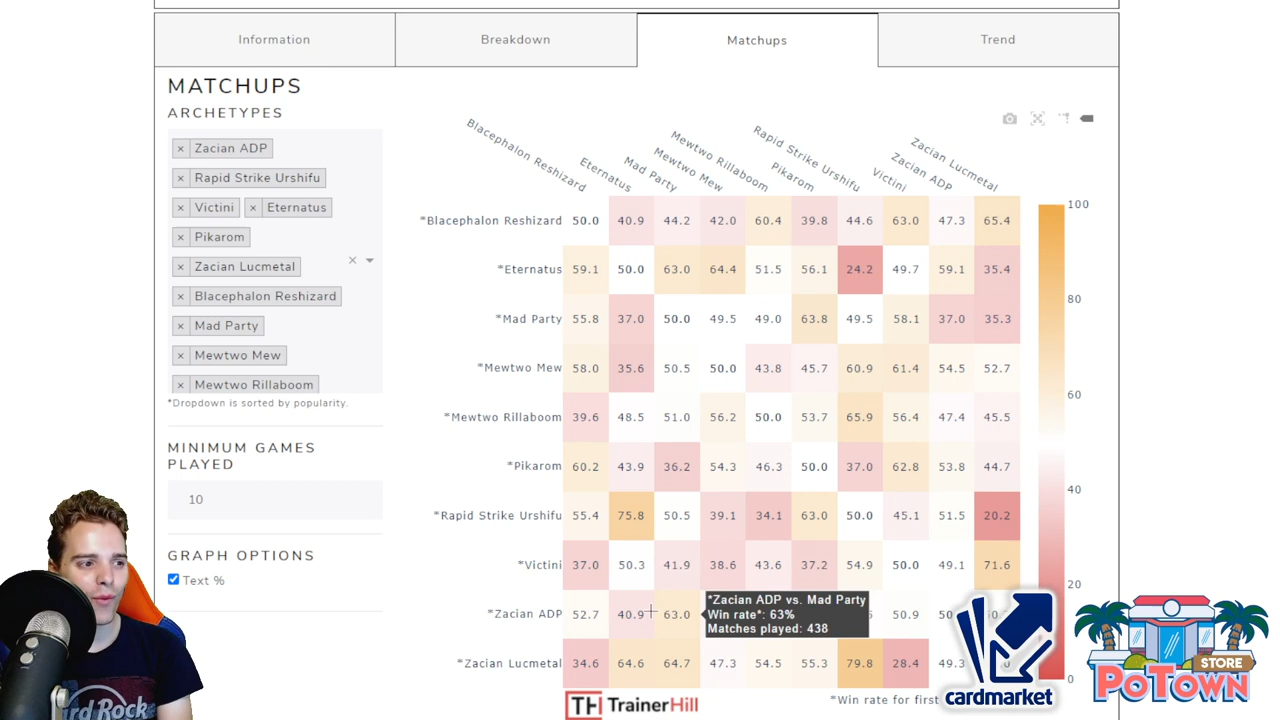 Information
Breakdown
Matchups
Trend
MATCHUPS
ARCHETYPES
× Zacian ADP
× Rapid Strike Urshifu
× Victini × Eternatus
× Pikarom
× Zacian Lucmetal
× Blacephalon Reshizard
× Mad Party
× Mewtwo Mew
× Mewtwo Rillaboom
*Dropdown is sorted by popularity.
MINIMUM GAMES
PLAYED
10
GRAPH OPTIONS
Text %
Blacephalon Reshizard
Eternatus
Mad Party
Mewtwo Mew
Mewtwo Rillaboom
Pikarom
Rapid Strike Urshifu
Victini
Zacian ADP
Zacian Lucmetal
*Blacephalon Reshizard 50.0 40.9 44.2 42.0 60.4 39.8 44.6 63.0 47.3 65.4
*Eternatus 59.1 50.0 63.0 64.4 51.5 56.1 24.2 49.7 59.1 35.4
*Mad Party 55.8 37.0 50.0 49.5 49.0 63.8 49.5 58.1 37.0 35.3
*Mewtwo Mew 58.0 35.6 50.5 50.0 43.8 45.7 60.9 61.4 54.5 52.7
*Mewtwo Rillaboom 39.6 48.5 51.0 56.2 50.0 53.7 65.9 56.4 47.4 45.5
*Pikarom 60.2 43.9 36.2 54.3 46.3 50.0 37.0 62.8 53.8 44.7
*Rapid Strike Urshifu 55.4 75.8 50.5 39.1 34.1 63.0 50.0 45.1 51.5 20.2
*Victini 37.0 50.3 41.9 38.6 43.6 37.2 54.9 50.0 49.1 71.6
*Zacian ADP 52.7 40.9 63.0 50.9
*Zacian ADP vs. Mad Party
Win rate*: 63%
Matches played: 438
*Zacian Lucmetal 34.6 64.6 64.7 47.3 54.5 55.3 79.8 28.4 49.3
100
80
60
40
20
0
TH TrainerHill
*Win rate for first
cardmarket
STORE
POTOWN
Hard Rock